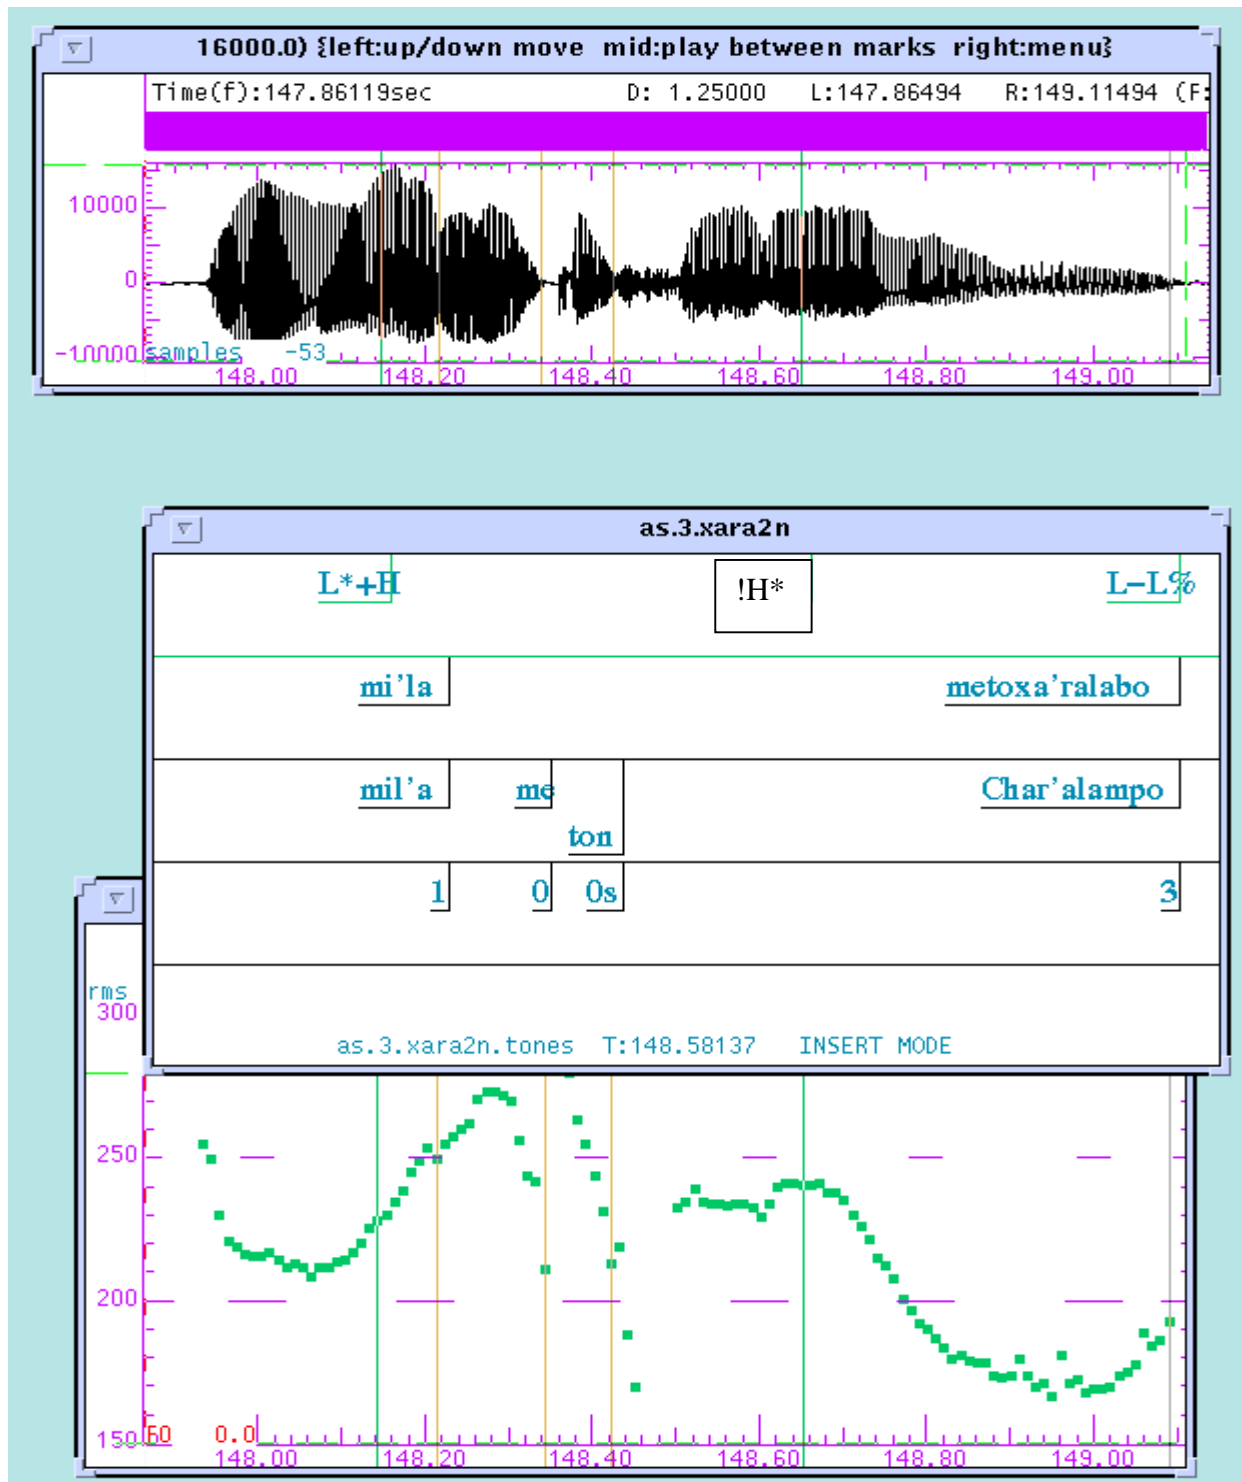 16000.0) {left:up/down move mid:play between marks right:menu}
Time(f):147.86119sec D: 1.25000 L:147.86494 R:149.11494 (F:
10000
0
-10000
samples -53
148.00 148.20 148.40 148.60 148.80 149.00
as.3.xara2n
L*+H !H* L-L%
mi'la metoxa'ralabo
mil'a me Char'alampo
ton
1 0 0s 3
rms
300
as.3.xara2n.tones T:148.58137 INSERT MODE
250
200
150 60 0.0
148.00 148.20 148.40 148.60 148.80 149.00